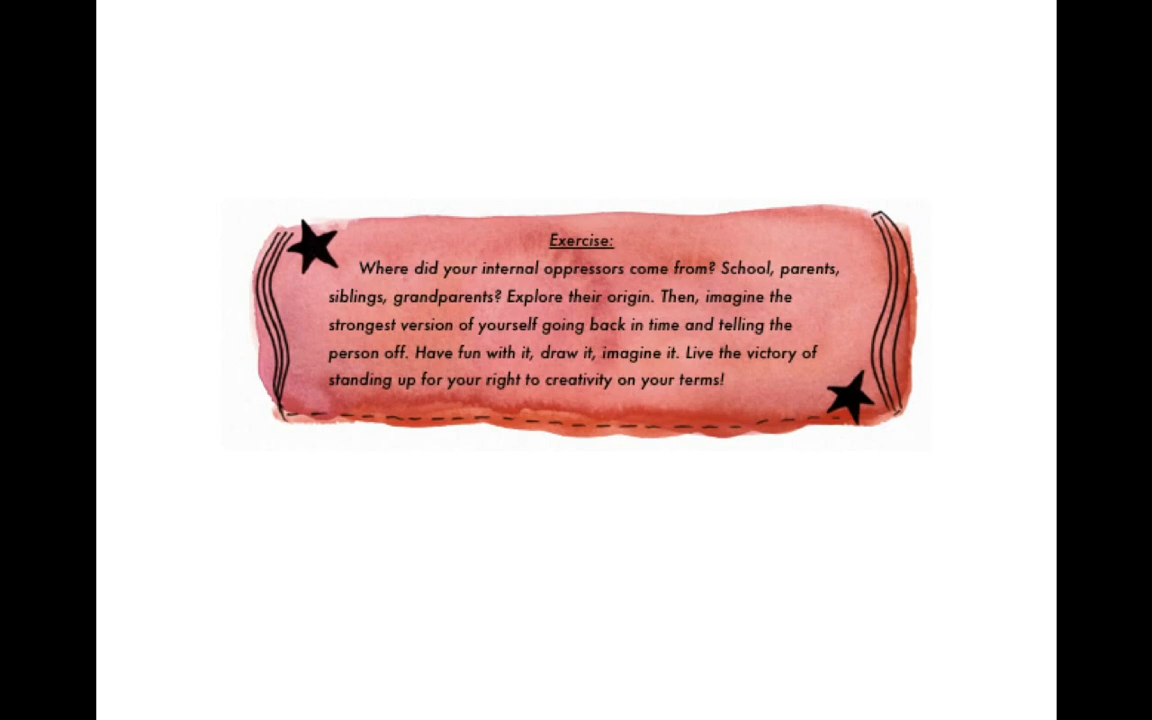 Exercise:
Where did your internal oppressors come from? School, parents,
siblings, grandparents? Explore their origin. Then, imagine the
strongest version of yourself going back in time and telling the
person off. Have fun with it, draw it, imagine it. Live the victory of
standing up for your right to creativity on your terms!